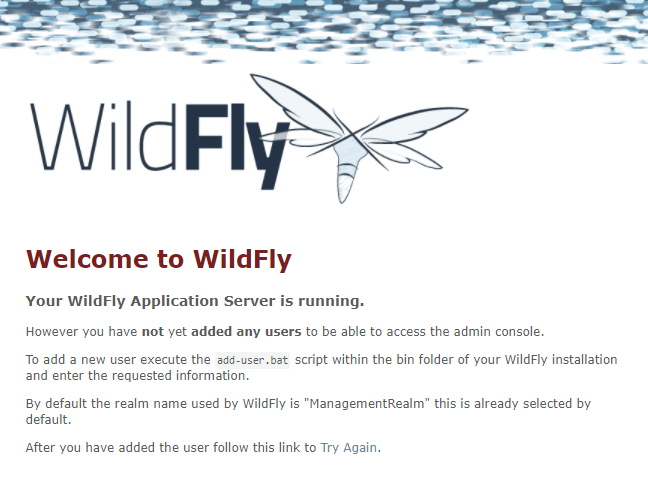 WildFly
Welcome to WildFly
Your WildFly Application Server is running.
However you have not yet added any users to be able to access the admin console.
To add a new user execute the add-user.bat script within the bin folder of your WildFly installation
and enter the requested information.
By default the realm name used by WildFly is "ManagementRealm" this is already selected by
default.
After you have added the user follow this link to Try Again.